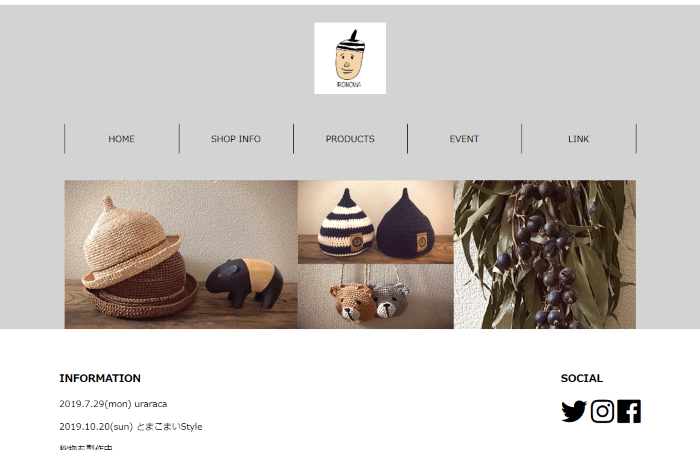 IRONOWA
HOME
SHOP INFO
PRODUCTS
EVENT
LINK
INFORMATION
SOCIAL
2019.7.29(mon) uraraca
2019.10.20(sun) とまこまいStyle